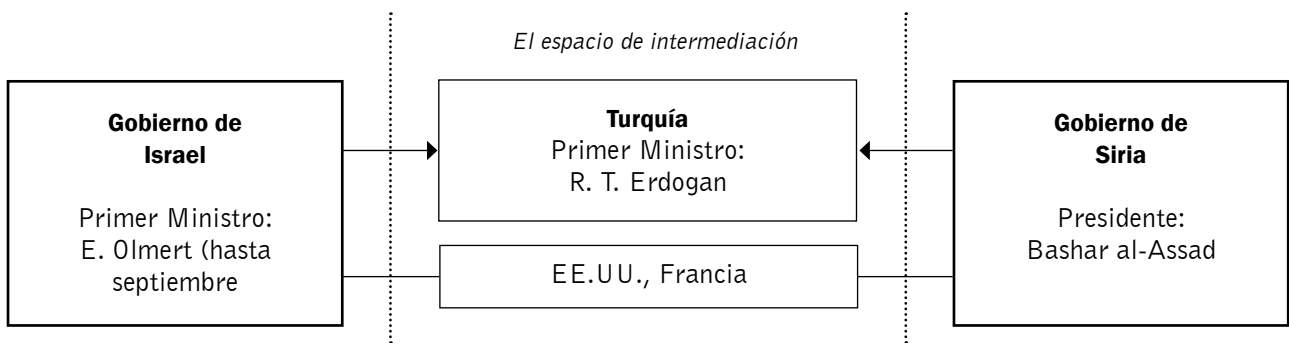 El espacio de intermediación
Gobierno de
Israel
Primer Ministro:
E. Olmert (hasta
septiembre
Turquía
Primer Ministro:
R. T. Erdogan
EE.UU., Francia
Gobierno de
Siria
Presidente:
Bashar al-Assad